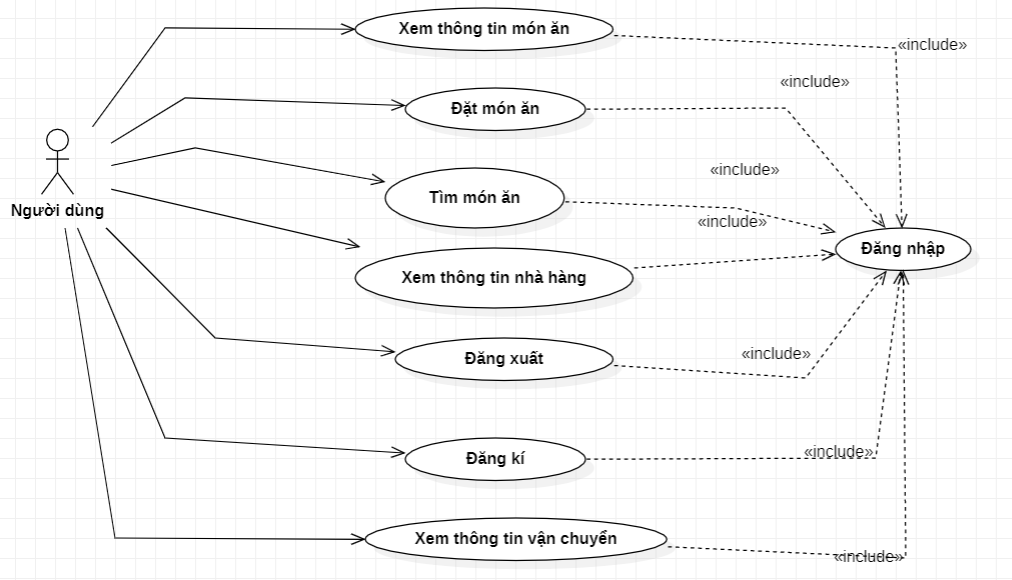 Xem thông tin món ăn
«include»
«include»
Đặt món ăn
«include»
Tìm món ăn
Người dùng
«include»
Đăng nhập
Xem thông tin nhà hàng
«include»
Đăng xuất
«include»
Đăng kí
Xem thông tin vận chuyển
«include»